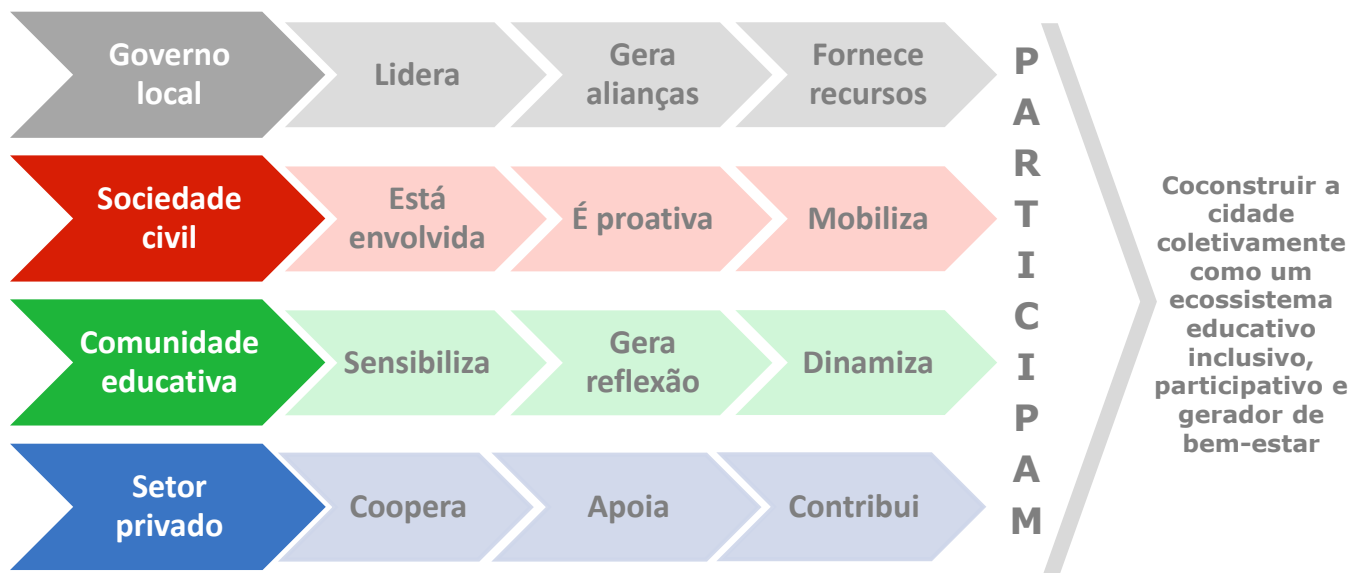 Governo
local
Lidera
Gera
alianças
Fornece
recursos
Sociedade
civil
Está
envolvida
É proativa
Mobiliza
Comunidade
educativa
Sensibiliza
Gera
reflexão
Dinamiza
Setor
privado
Coopera
Apoia
Contribui
P
A
R
T
I
C
I
P
A
M
Coconstruir a
cidade
coletivamente
como um
ecossistema
educativo
inclusivo,
participativo e
gerador de
bem-estar